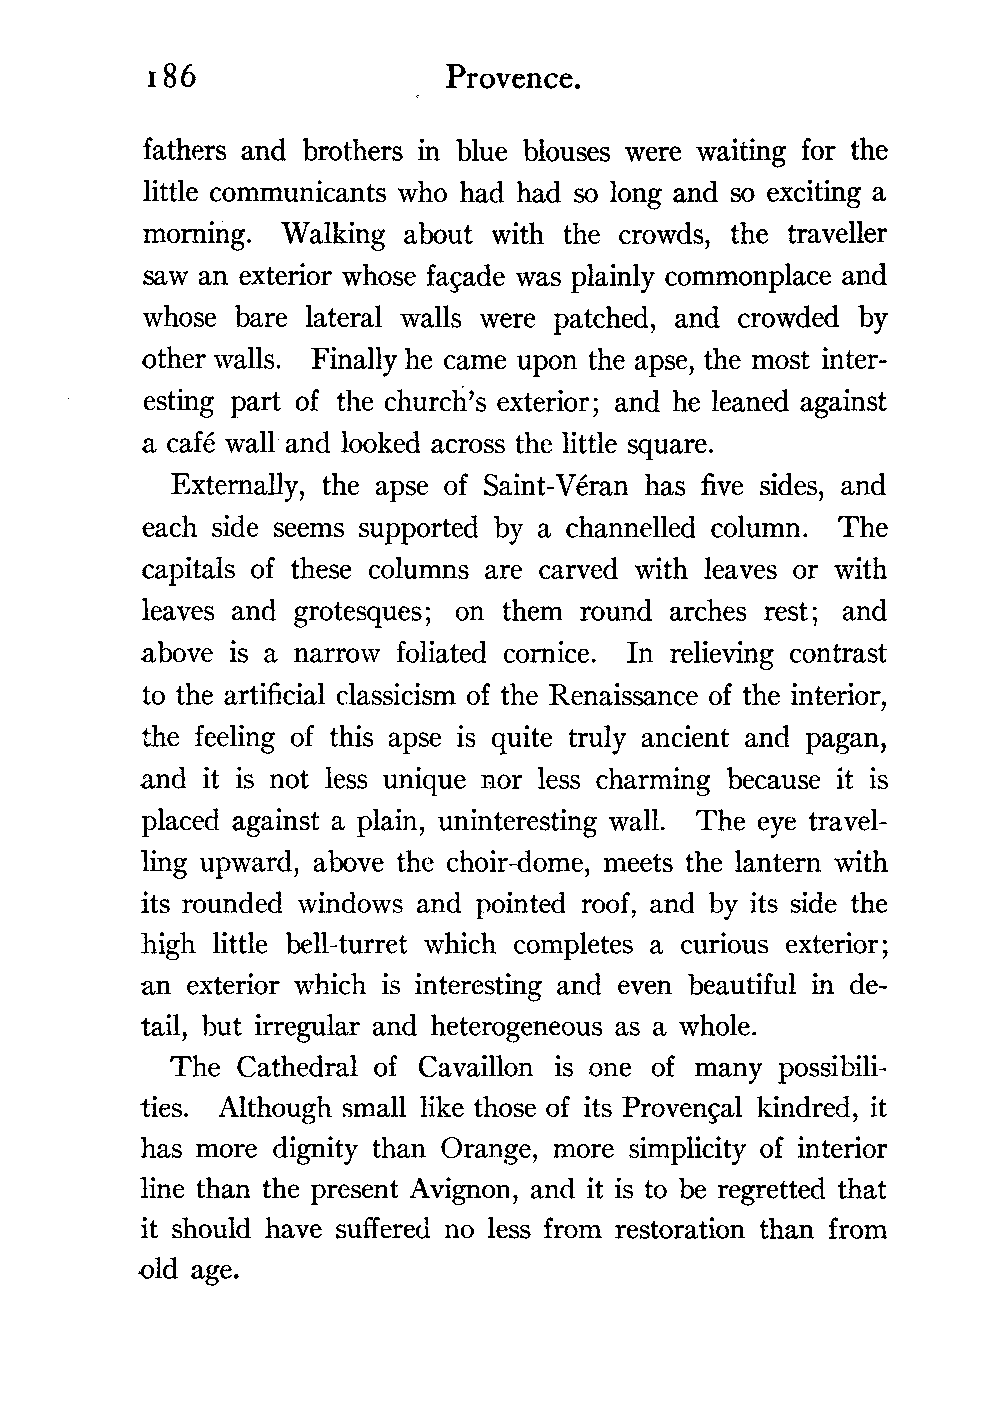 186 Provence.
fathers and brothers in blue blouses were waiting for the
little communicants who had had so long and so exciting a
morning. Walking about with the crowds, the traveller
saw an exterior whose façade was plainly commonplace and
whose bare lateral walls were patched, and crowded by
other walls. Finally he came upon the apse, the most inter-
esting part of the church's exterior; and he leaned against
a café wall and looked across the little square.
Externally, the apse of Saint-Véran has five sides, and
each side seems supported by a channelled column. The
capitals of these columns are carved with leaves or with
leaves and grotesques; on them round arches rest; and
above is a narrow foliated cornice. In relieving contrast
to the artificial classicism of the Renaissance of the interior,
the feeling of this apse is quite truly ancient and pagan,
and it is not less unique nor less charming because it is
placed against a plain, uninteresting wall. The eye travel-
ling upward, above the choir-dome, meets the lantern with
its rounded windows and pointed roof, and by its side the
high little bell-turret which completes a curious exterior;
an exterior which is interesting and even beautiful in de-
tail, but irregular and heterogeneous as a whole.
The Cathedral of Cavaillon is one of many possibili-
ties. Although small like those of its Provençal kindred, it
has more dignity than Orange, more simplicity of interior
line than the present Avignon, and it is to be regretted that
it should have suffered no less from restoration than from
old age.